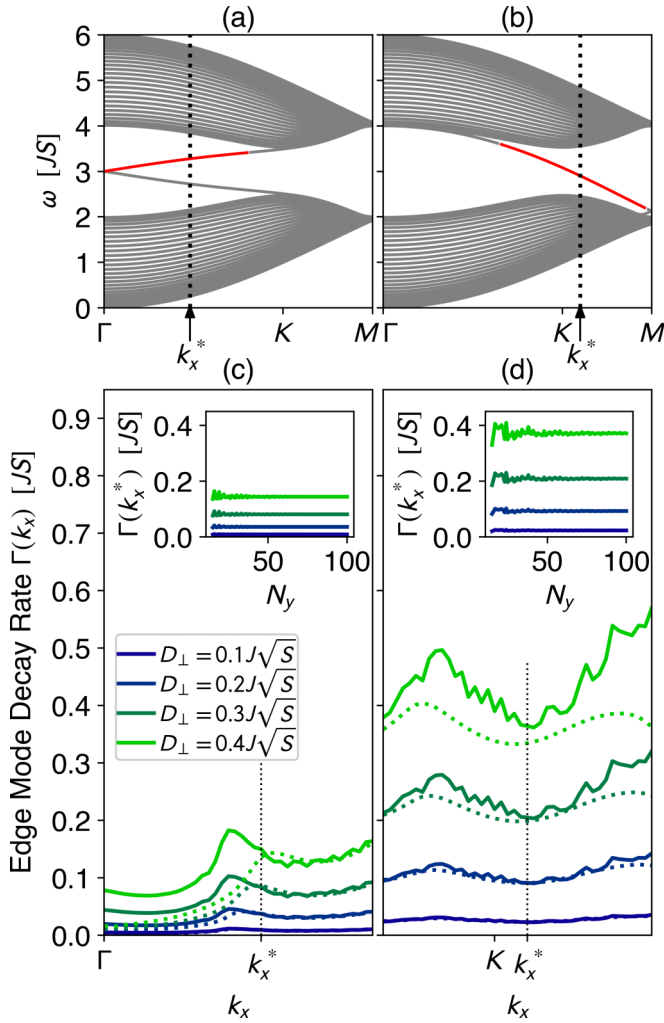 (a) (b)
6
5
4
3
2
1
0
ω [JS]
Γ K M Γ K M
k_x^* k_x^*
(c) (d)
Edge Mode Decay Rate Γ(k_x) [JS]
0.9
0.8
0.7
0.6
0.5
0.4
0.3
0.2
0.1
0.0
Γ(k_x^*) [JS]
0.4
0.2
0.0
50 100
N_y
Γ(k_x^*) [JS]
0.4
0.2
0.0
50 100
N_y
D_⊥ = 0.1J√S
D_⊥ = 0.2J√S
D_⊥ = 0.3J√S
D_⊥ = 0.4J√S
Γ k_x^* K k_x^*
k_x k_x